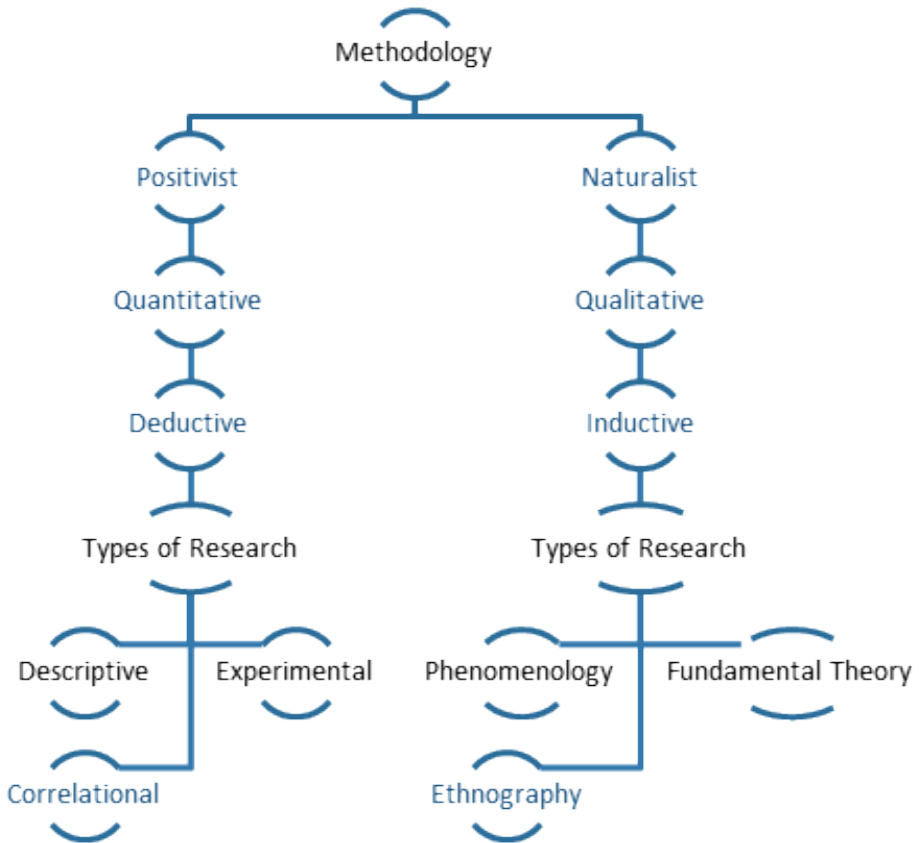 Methodology
Positivist
Naturalist
Quantitative
Qualitative
Deductive
Inductive
Types of Research
Types of Research
Descriptive
Experimental
Phenomenology
Fundamental Theory
Correlational
Ethnography